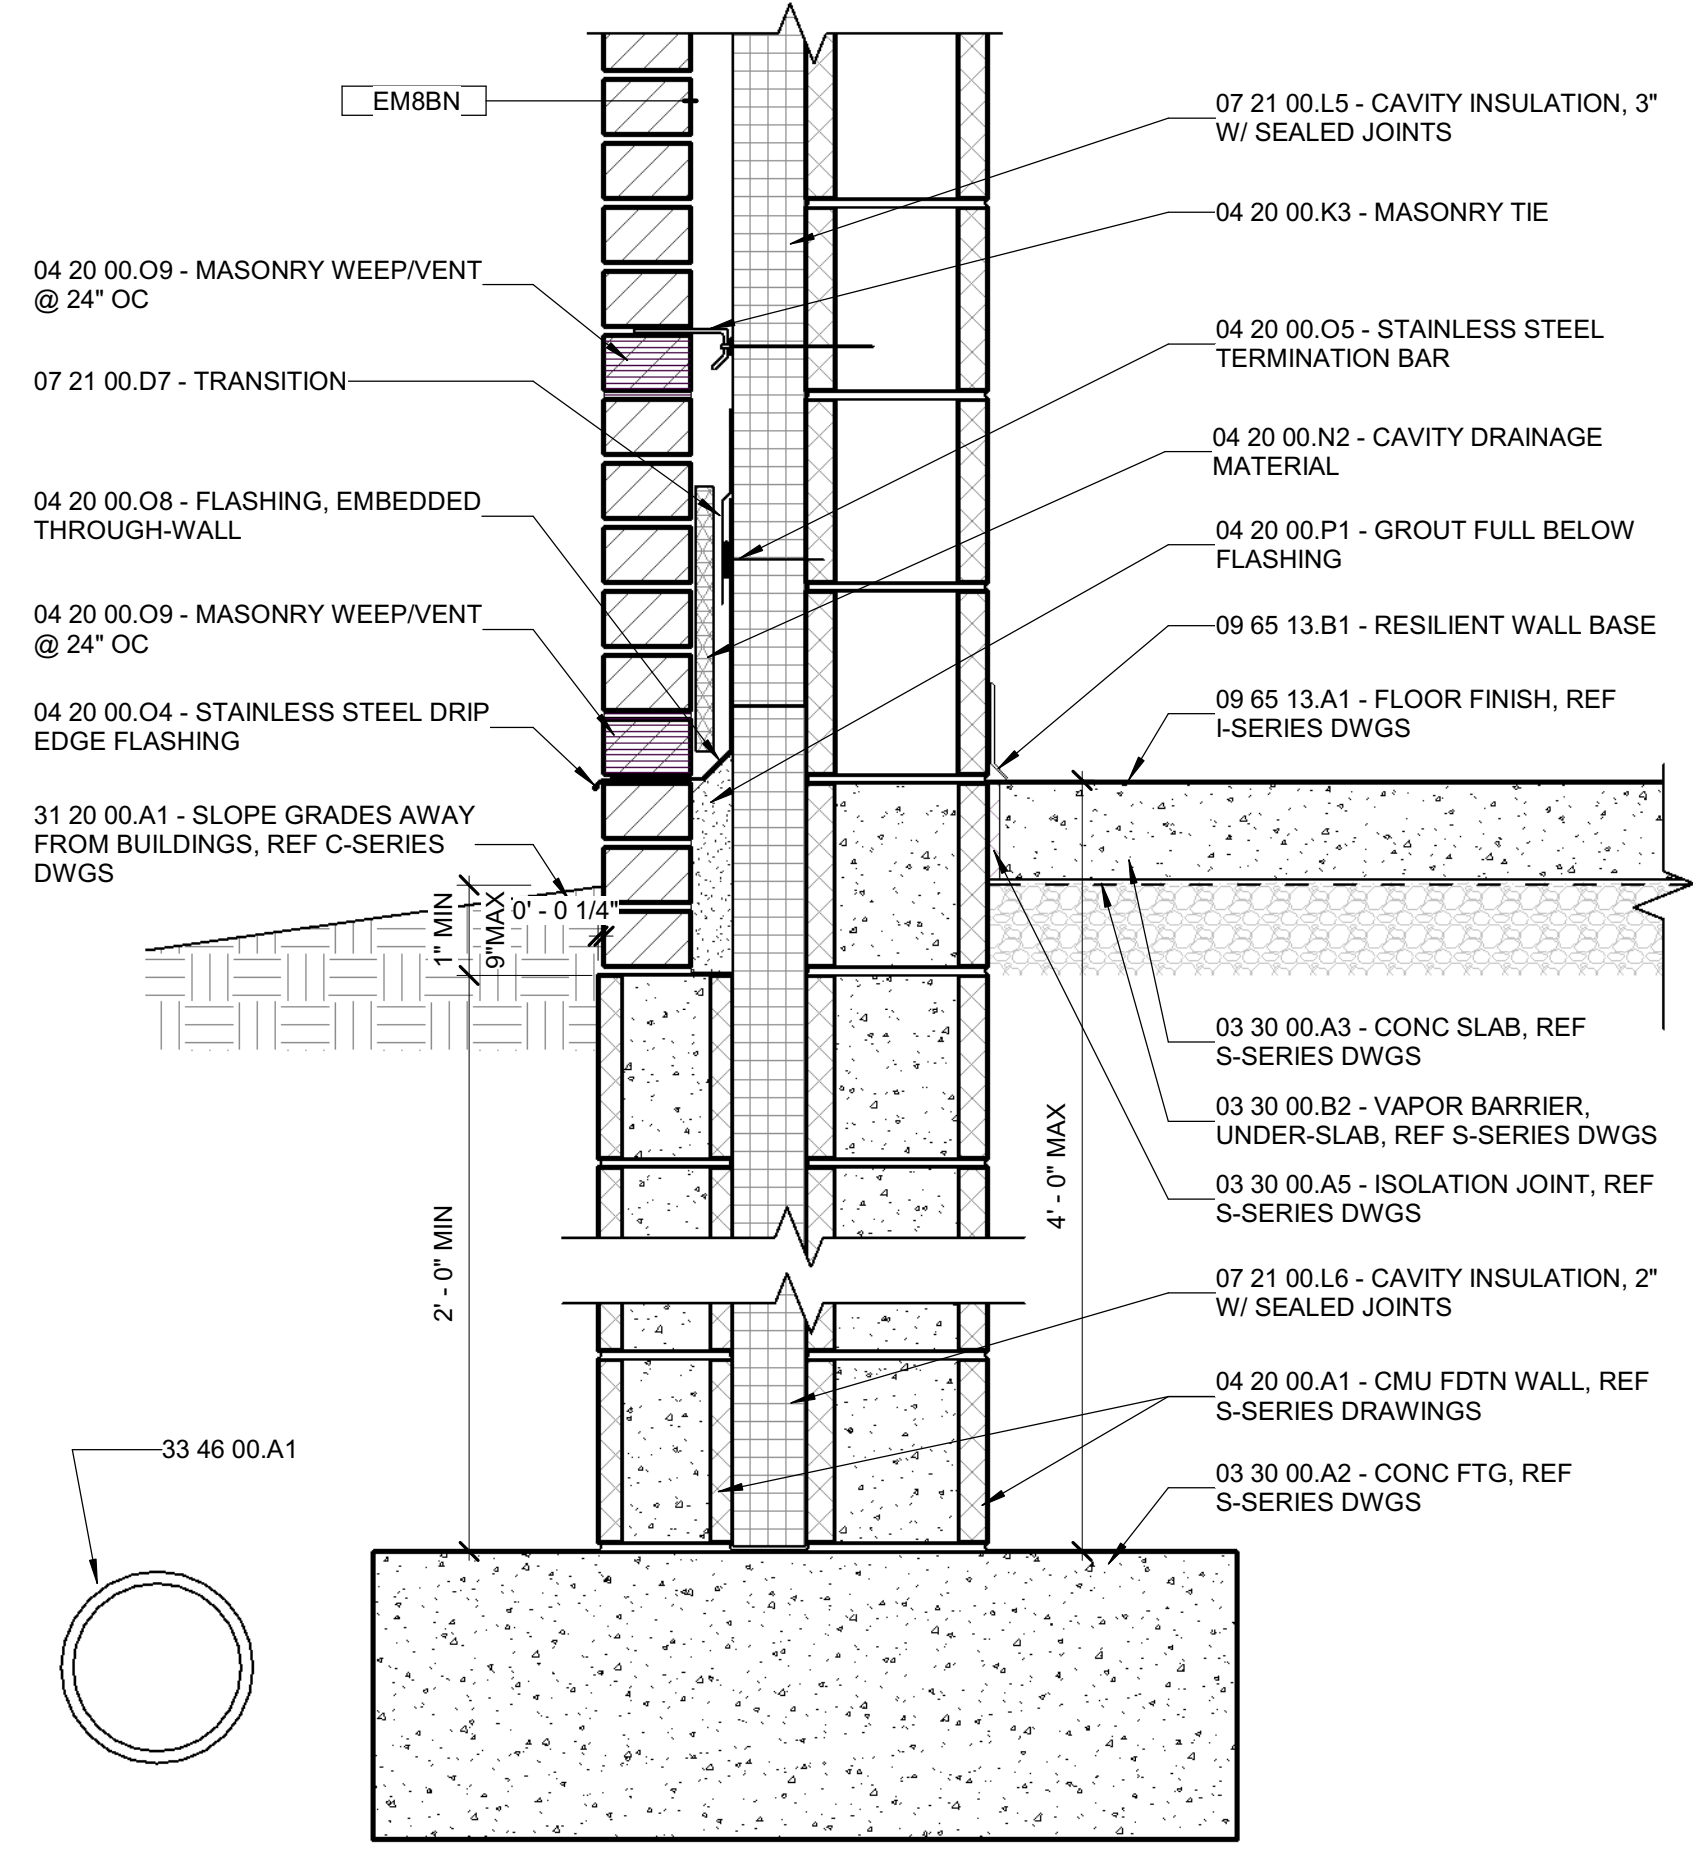 EM8BN
04 20 00.O9 - MASONRY WEEP/VENT
@ 24" OC
07 21 00.D7 - TRANSITION
04 20 00.O8 - FLASHING, EMBEDDED
THROUGH-WALL
04 20 00.O9 - MASONRY WEEP/VENT
@ 24" OC
04 20 00.O4 - STAINLESS STEEL DRIP
EDGE FLASHING
31 20 00.A1 - SLOPE GRADES AWAY
FROM BUILDINGS, REF C-SERIES
DWGS
1" MIN
9"MAX
0' - 0 1/4"
2' - 0" MIN
33 46 00.A1
07 21 00.L5 - CAVITY INSULATION, 3"
W/ SEALED JOINTS
04 20 00.K3 - MASONRY TIE
04 20 00.O5 - STAINLESS STEEL
TERMINATION BAR
04 20 00.N2 - CAVITY DRAINAGE
MATERIAL
04 20 00.P1 - GROUT FULL BELOW
FLASHING
09 65 13.B1 - RESILIENT WALL BASE
09 65 13.A1 - FLOOR FINISH, REF
I-SERIES DWGS
4' - 0" MAX
03 30 00.A3 - CONC SLAB, REF
S-SERIES DWGS
03 30 00.B2 - VAPOR BARRIER,
UNDER-SLAB, REF S-SERIES DWGS
03 30 00.A5 - ISOLATION JOINT, REF
S-SERIES DWGS
07 21 00.L6 - CAVITY INSULATION, 2"
W/ SEALED JOINTS
04 20 00.A1 - CMU FDTN WALL, REF
S-SERIES DRAWINGS
03 30 00.A2 - CONC FTG, REF
S-SERIES DWGS